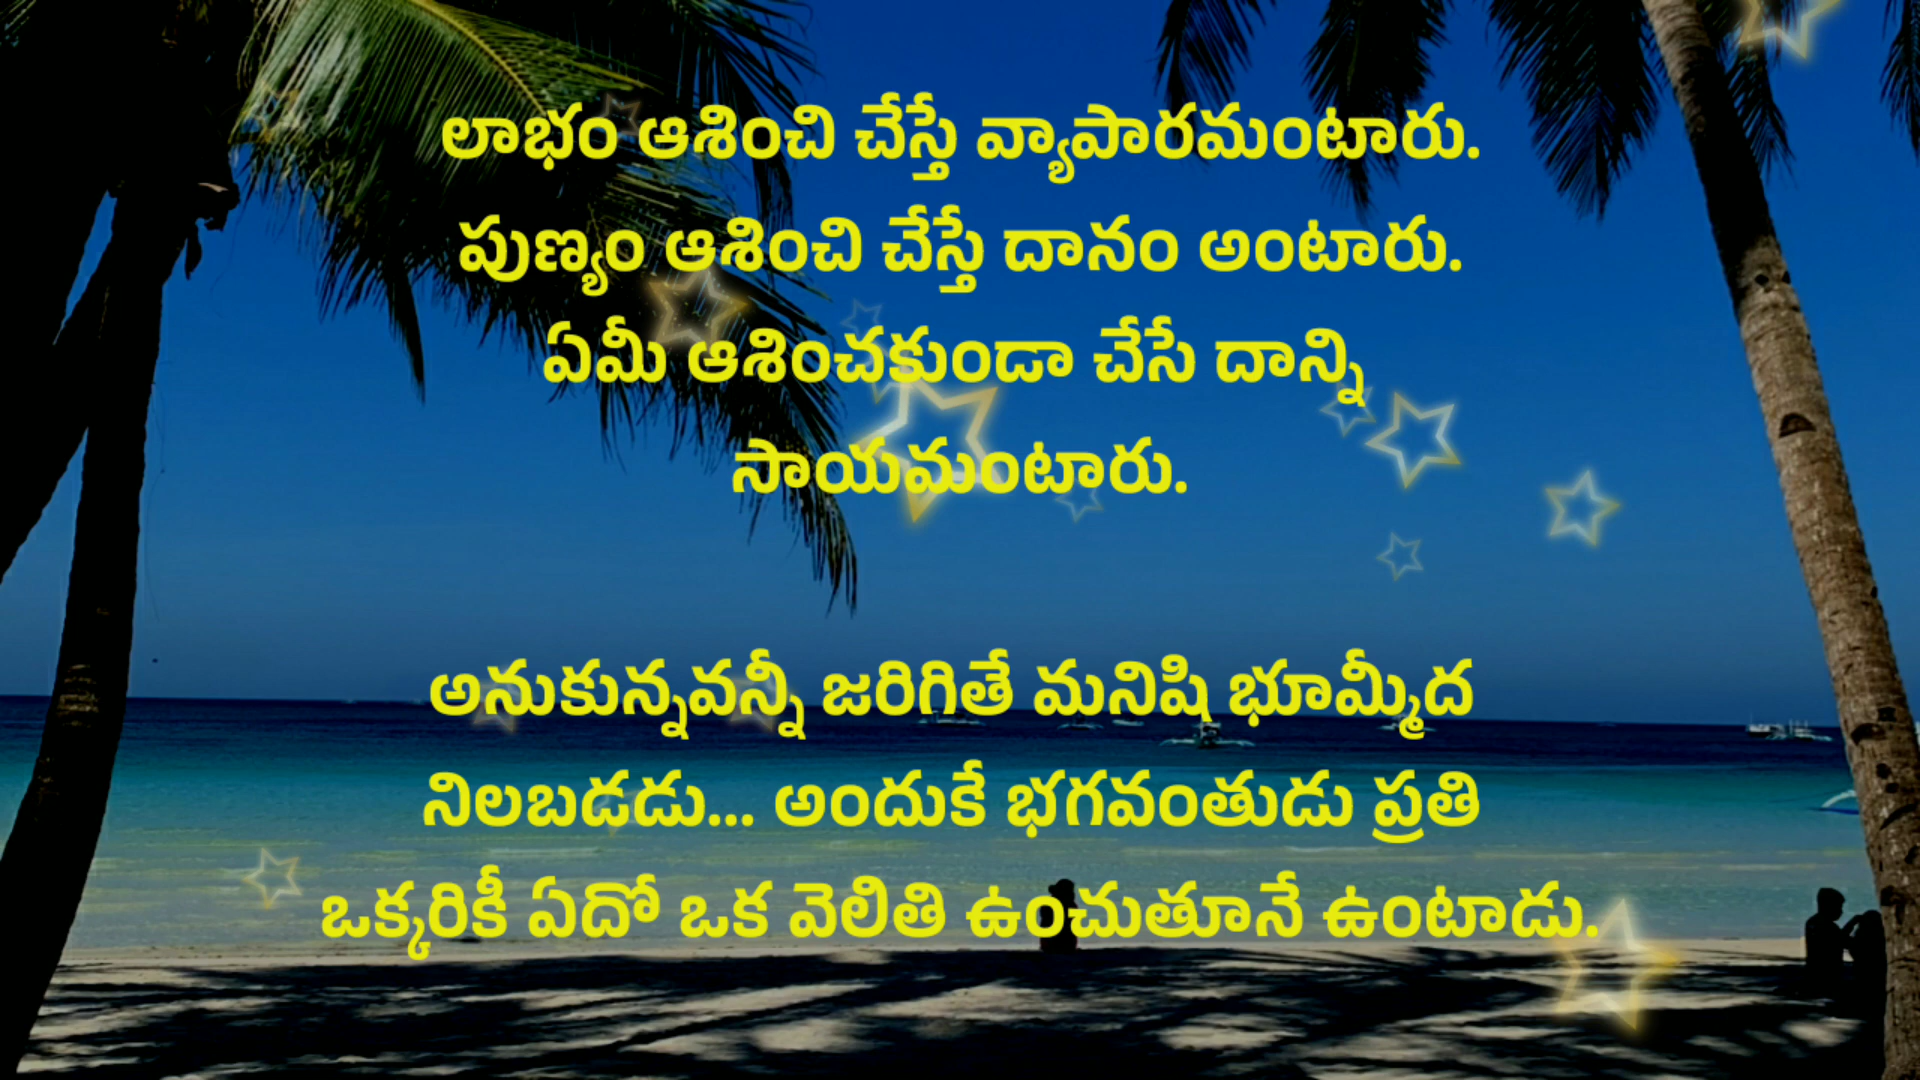 లాభం ఆశించి చేస్తే వ్యాపారమంటారు.
పుణ్యం ఆశించి చేస్తే దానం అంటారు.
ఏమీ ఆశించకుండా చేసే దాన్ని
సాయమంటారు.
అనుకున్నవన్నీ జరిగితే మనిషి భూమ్మీద
నిలబడడు... అందుకే భగవంతుడు ప్రతి
ఒక్కరికీ ఏదో ఒక వెలితి ఉంచుతూనే ఉంటాడు.